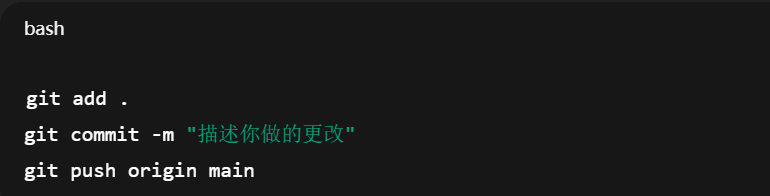 bash
git add .
git commit -m "描述你做的更改"
git push origin main